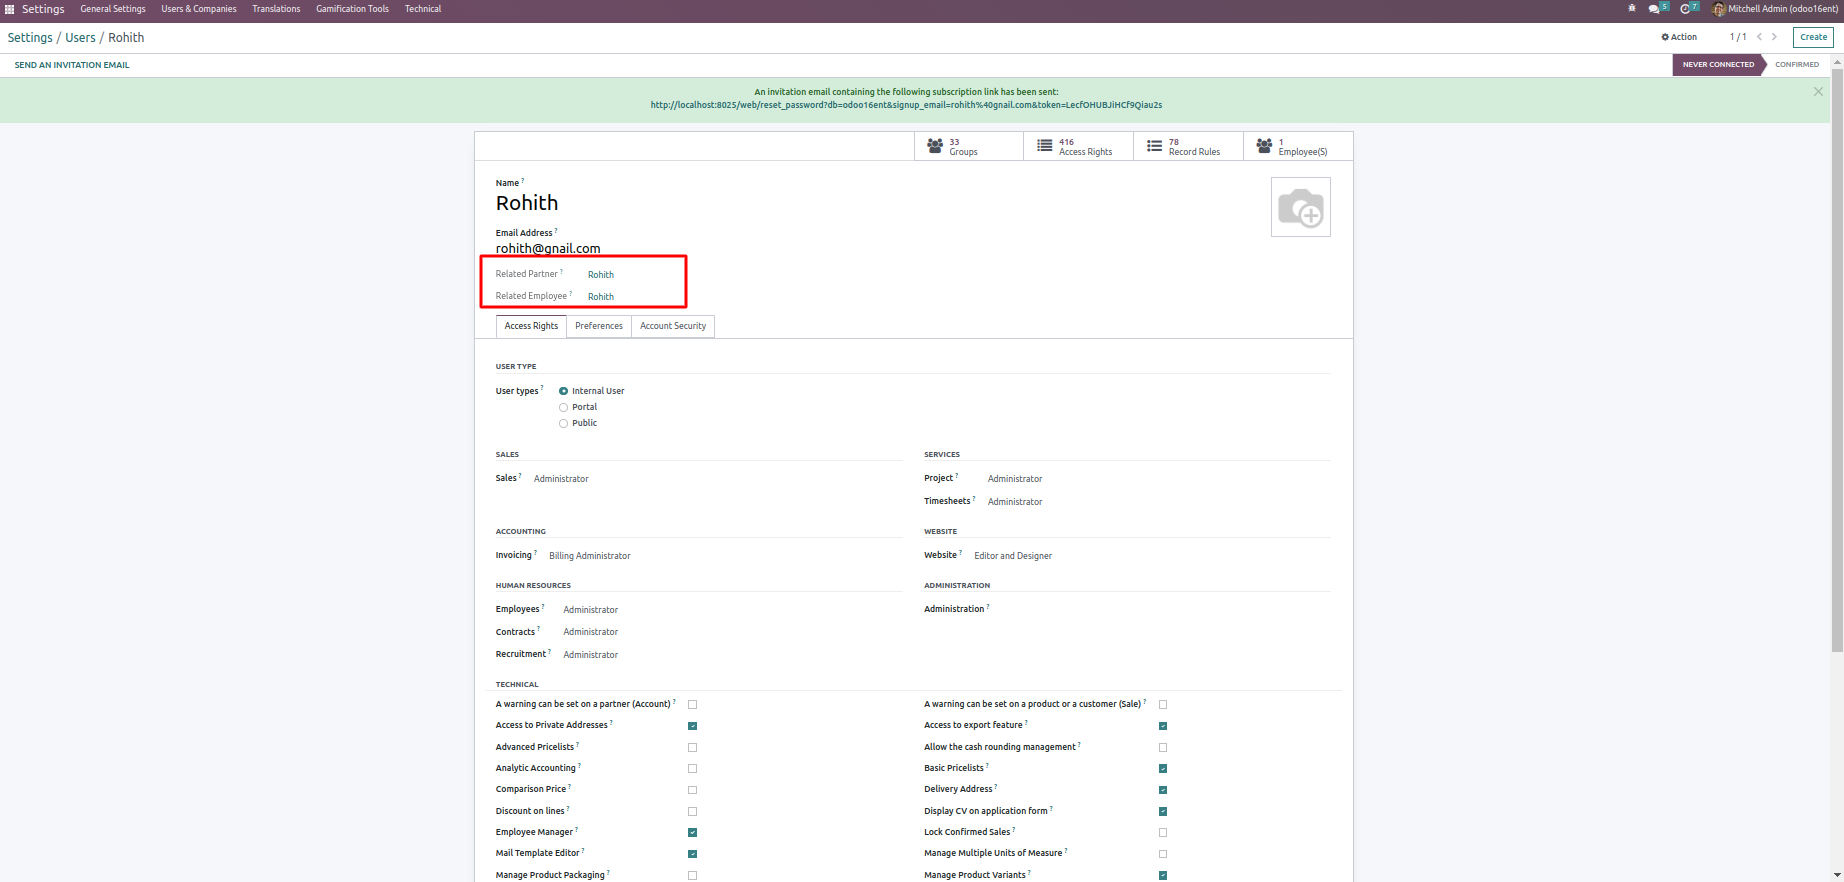 Settings General Settings Users & Companies Translations Gamification Tools Technical 5 7 Mitchell Admin (odoo16ent)
Settings / Users / Rohith Action 1 / 1 Create
SEND AN INVITATION EMAIL NEVER CONNECTED CONFIRMED
An invitation email containing the following subscription link has been sent:
http://localhost:8025/web/reset_password?db=odoo16ent&signup_email=rohith%40gnail.com&token=LecfOHUBJiHCf9Qiau2s
33 Groups 416 Access Rights 78 Record Rules 1 Employee(S)
Name ?
Rohith
Email Address ?
rohith@gnail.com
Related Partner ? Rohith
Related Employee ? Rohith
Access Rights Preferences Account Security
USER TYPE
User types ? Internal User
Portal
Public
SALES SERVICES
Sales ? Administrator Project ? Administrator
Timesheets ? Administrator
ACCOUNTING WEBSITE
Invoicing ? Billing Administrator Website ? Editor and Designer
HUMAN RESOURCES ADMINISTRATION
Employees ? Administrator Administration ?
Contracts ? Administrator
Recruitment ? Administrator
TECHNICAL
A warning can be set on a partner (Account) ? A warning can be set on a product or a customer (Sale) ?
Access to Private Addresses ? Access to export feature ?
Advanced Pricelists ? Allow the cash rounding management ?
Analytic Accounting ? Basic Pricelists ?
Comparison Price ? Delivery Address ?
Discount on lines ? Display CV on application form ?
Employee Manager ? Lock Confirmed Sales ?
Mail Template Editor ? Manage Multiple Units of Measure ?
Manage Product Packaging ? Manage Product Variants ?